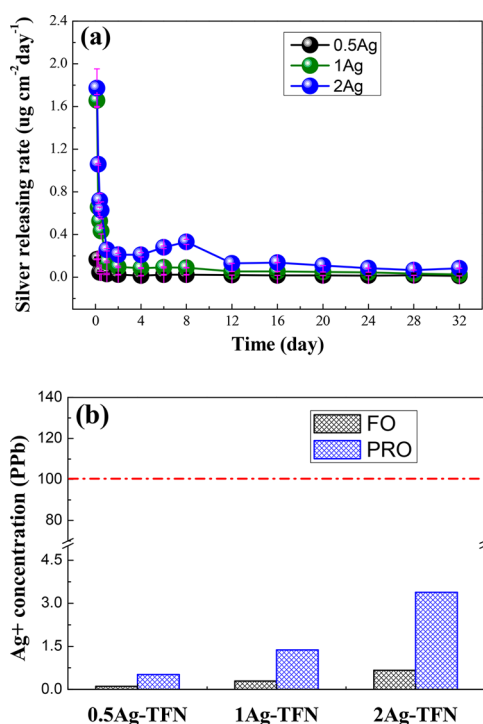 (a)
0.5Ag
1Ag
2Ag
2.4
2.0
1.6
1.2
0.8
0.4
0.0
Silver releasing rate (ug cm-2day-1)
0 4 8 12 16 20 24 28 32
Time (day)
(b)
FO
PRO
140
120
100
80
4.5
3.0
1.5
0.0
Ag+ concentration (PPb)
0.5Ag-TFN 1Ag-TFN 2Ag-TFN